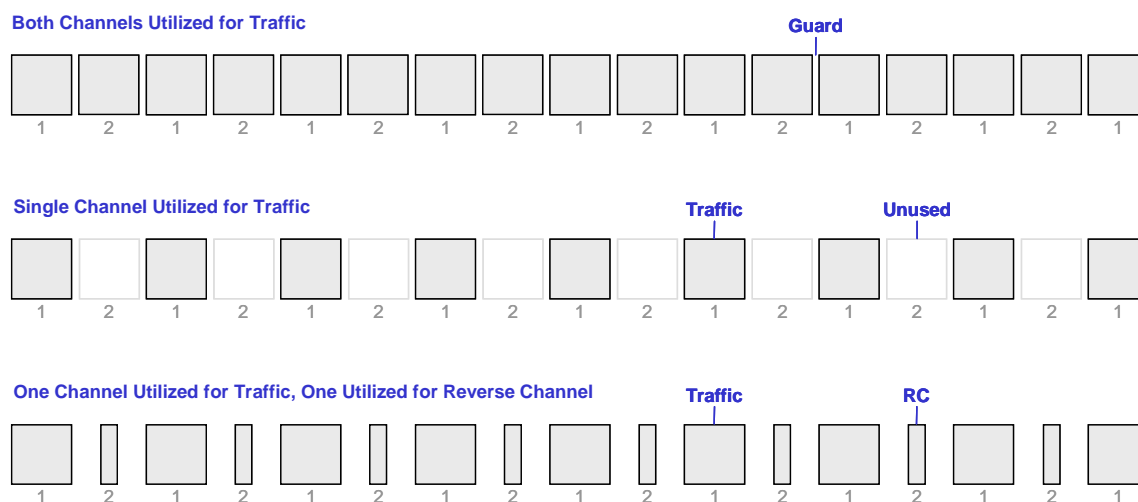 Both Channels Utilized for Traffic
Guard
1 2 1 2 1 2 1 2 1 2 1 2 1 2 1 2 1
Single Channel Utilized for Traffic
Traffic
Unused
1 2 1 2 1 2 1 2 1 2 1 2 1 2 1 2 1
One Channel Utilized for Traffic, One Utilized for Reverse Channel
Traffic
RC
1 2 1 2 1 2 1 2 1 2 1 2 1 2 1 2 1